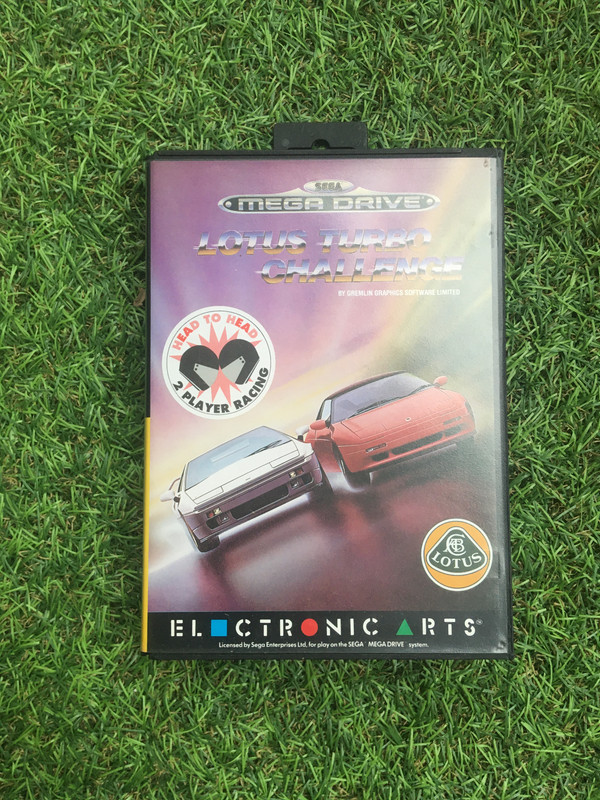 SEGA
MEGA DRIVE
LOTUS TURBO
CHALLENGE
BY GREMLIN GRAPHICS SOFTWARE LIMITED
HEAD TO HEAD
2 PLAYER RACING
LOTUS
ELECTRONIC ARTS
Licensed by Sega Enterprises Ltd, for play on the SEGA MEGA DRIVE system.